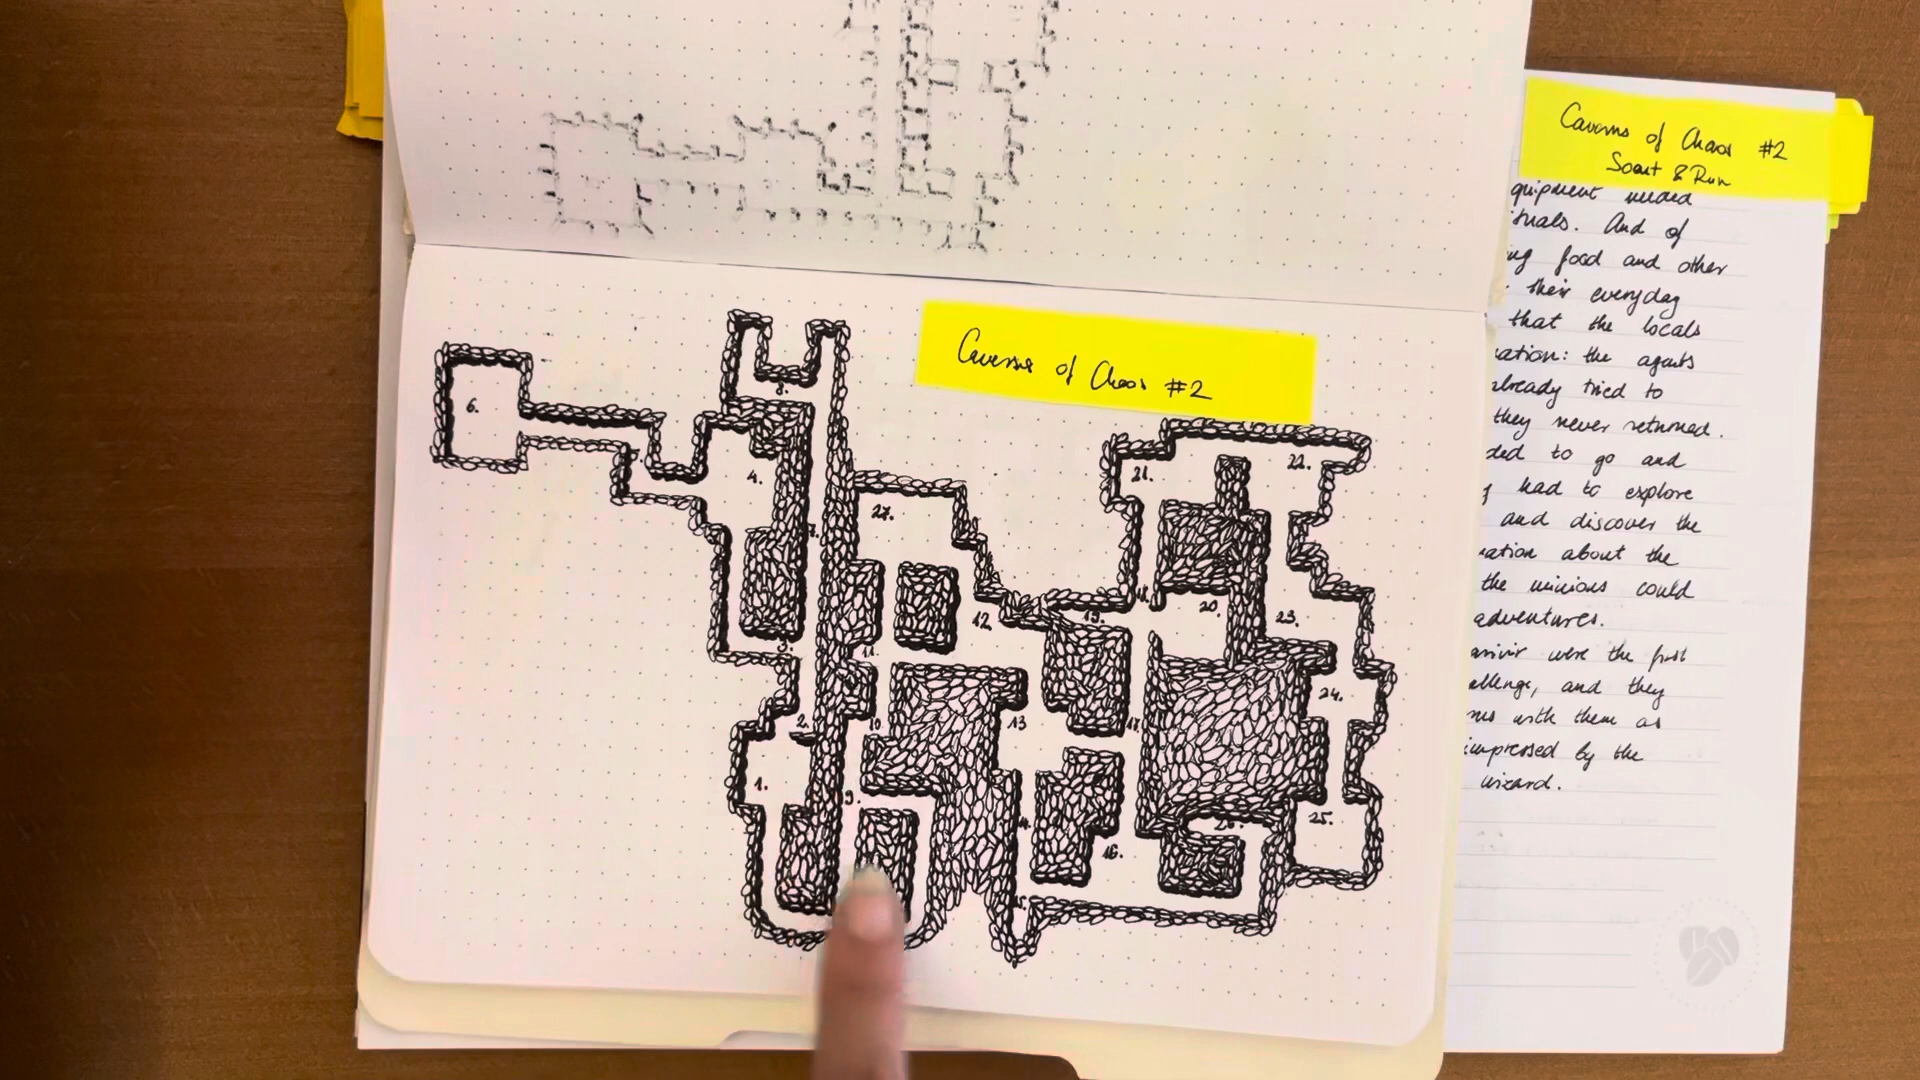 Caverns of Chaos #2
Scout & Run
quipment needed
ituals. And of
ing food and other
their everyday
that the locals
ation: the agents
already tried to
they never returned.
ded to go and
had to explore
and discover the
ation about the
the minions could
adventures.
were the first
allenge, and they
with them as
impressed by the
wizard.
Caverns of Chaos #2
6.
8.
4.
27.
21.
22.
12.
19.
20.
23.
11.
24.
2.
10
13
1.
9.
25.
16.
26.